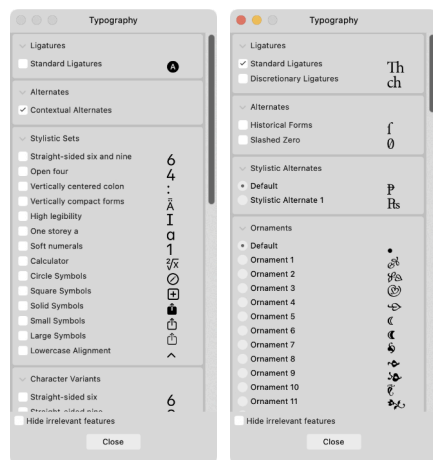 Typography
Ligatures
Standard Ligatures A
Alternates
Contextual Alternates
Stylistic Sets
Straight-sided six and nine 6
Open four 4
Vertically centered colon :
Vertically compact forms Ä
High legibility I
One storey a ɑ
Soft numerals 1
Calculator ²/x
Circle Symbols
Square Symbols
Solid Symbols
Small Symbols
Large Symbols
Lowercase Alignment ^
Character Variants
Straight-sided six 6
Straight-sided nine
Hide irrelevant features
Close
Typography
Ligatures
Standard Ligatures Th
Discretionary Ligatures ch
Alternates
Historical Forms ſ
Slashed Zero 0
Stylistic Alternates
Default
Stylistic Alternate 1 ₨
Ornaments
Default •
Ornament 1
Ornament 2
Ornament 3
Ornament 4
Ornament 5
Ornament 6
Ornament 7
Ornament 8
Ornament 9
Ornament 10
Ornament 11
Hide irrelevant features
Close